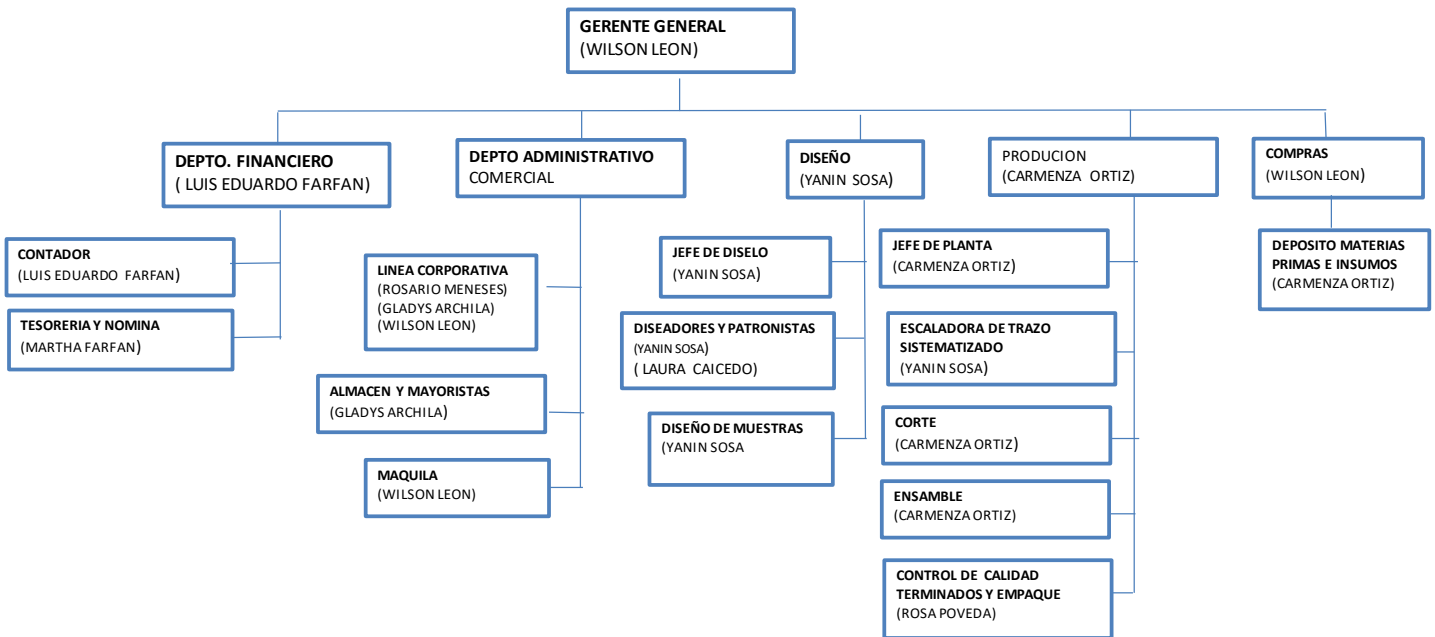 GERENTE GENERAL
(WILSON LEON)
DEPTO. FINANCIERO
( LUIS EDUARDO FARFAN)
DEPTO ADMINISTRATIVO
COMERCIAL
DISEÑO
(YANIN SOSA)
PRODUCION
(CARMENZA ORTIZ)
COMPRAS
(WILSON LEON)
CONTADOR
(LUIS EDUARDO FARFAN)
TESORERIA Y NOMINA
(MARTHA FARFAN)
LINEA CORPORATIVA
(ROSARIO MENESES)
(GLADYS ARCHILA)
(WILSON LEON)
ALMACEN Y MAYORISTAS
(GLADYS ARCHILA)
MAQUILA
(WILSON LEON)
JEFE DE DISELO
(YANIN SOSA)
DISEADORES Y PATRONISTAS
(YANIN SOSA)
( LAURA CAICEDO)
DISEÑO DE MUESTRAS
(YANIN SOSA
JEFE DE PLANTA
(CARMENZA ORTIZ)
ESCALADORA DE TRAZO
SISTEMATIZADO
(YANIN SOSA)
CORTE
(CARMENZA ORTIZ)
ENSAMBLE
(CARMENZA ORTIZ)
CONTROL DE CALIDAD
TERMINADOS Y EMPAQUE
(ROSA POVEDA)
DEPOSITO MATERIAS
PRIMAS E INSUMOS
(CARMENZA ORTIZ)